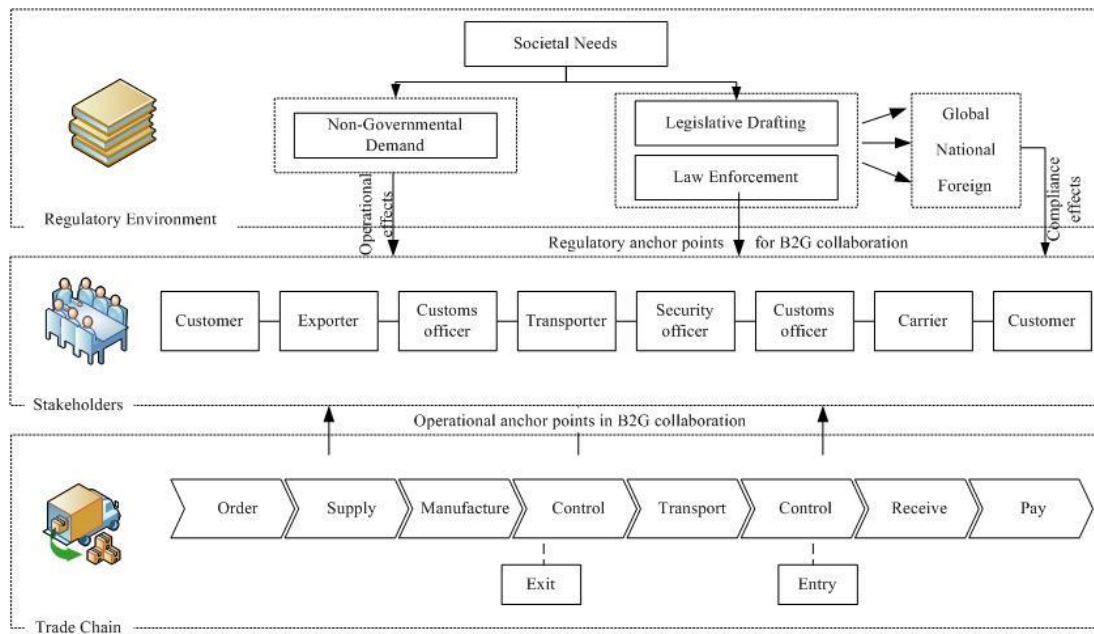 Societal Needs
Non-Governmental
Demand
Legislative Drafting
Law Enforcement
Global
National
Foreign
Operational
effects
Compliance
effects
Regulatory Environment
Regulatory anchor points for B2G collaboration
Customer
Exporter
Customs
officer
Transporter
Security
officer
Customs
officer
Carrier
Customer
Stakeholders
Operational anchor points in B2G collaboration
Order
Supply
Manufacture
Control
Transport
Control
Receive
Pay
Exit
Entry
Trade Chain